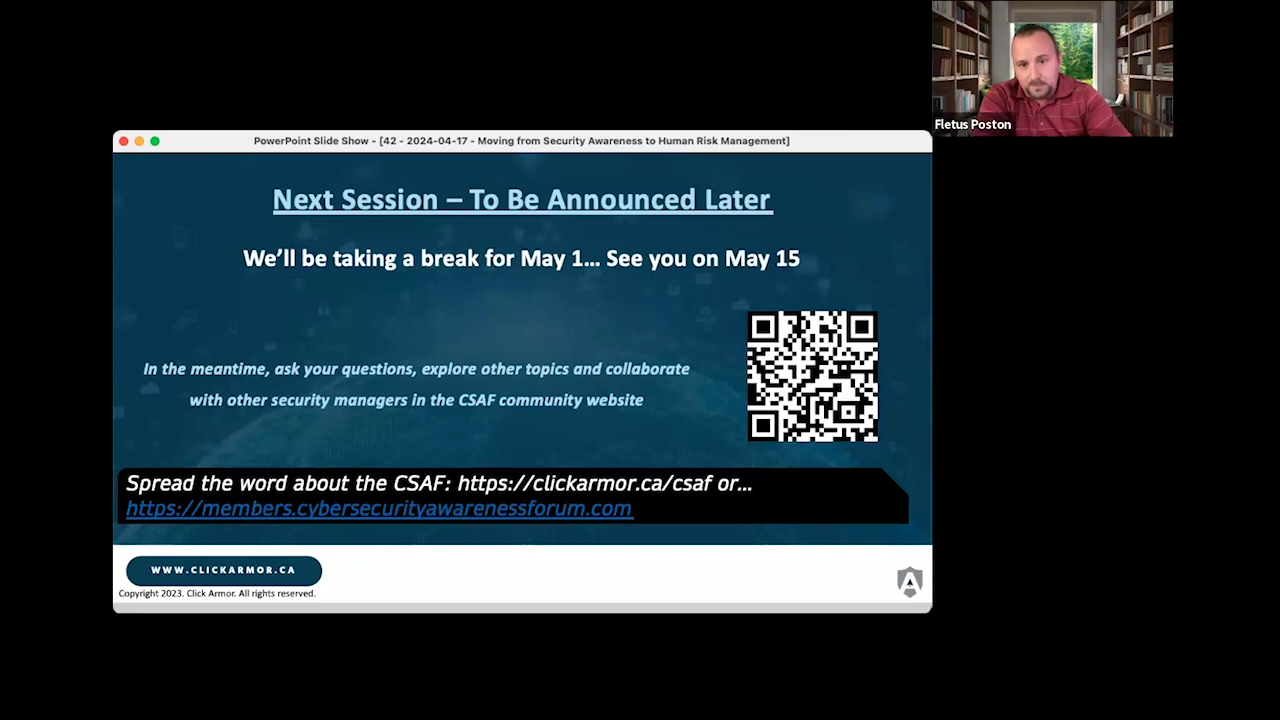 Fletus Poston
PowerPoint Slide Show - [42 - 2024-04-17 - Moving from Security Awareness to Human Risk Management]
Next Session – To Be Announced Later
We’ll be taking a break for May 1… See you on May 15
In the meantime, ask your questions, explore other topics and collaborate
with other security managers in the CSAF community website
Spread the word about the CSAF: https://clickarmor.ca/csaf or…
https://members.cybersecurityawarenessforum.com
WWW.CLICKARMOR.CA
Copyright 2023. Click Armor. All rights reserved.